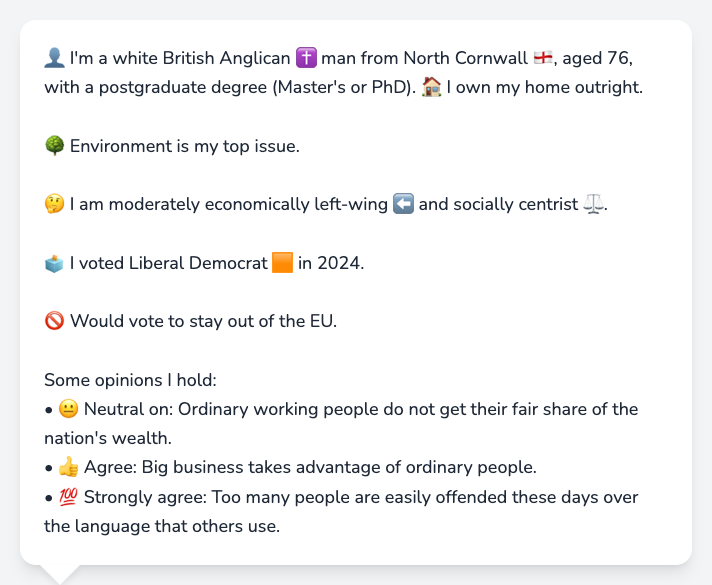 👤 I'm a white British Anglican ✝️ man from North Cornwall 🏴󠁧󠁢󠁥󠁮󠁧󠁿, aged 76,
with a postgraduate degree (Master's or PhD). 🏠 I own my home outright.
🌳 Environment is my top issue.
🤔 I am moderately economically left-wing ⬅️ and socially centrist ⚖️.
🗳️ I voted Liberal Democrat 🟧 in 2024.
🚫 Would vote to stay out of the EU.
Some opinions I hold:
• 😐 Neutral on: Ordinary working people do not get their fair share of the
nation's wealth.
• 👍 Agree: Big business takes advantage of ordinary people.
• 💯 Strongly agree: Too many people are easily offended these days over
the language that others use.